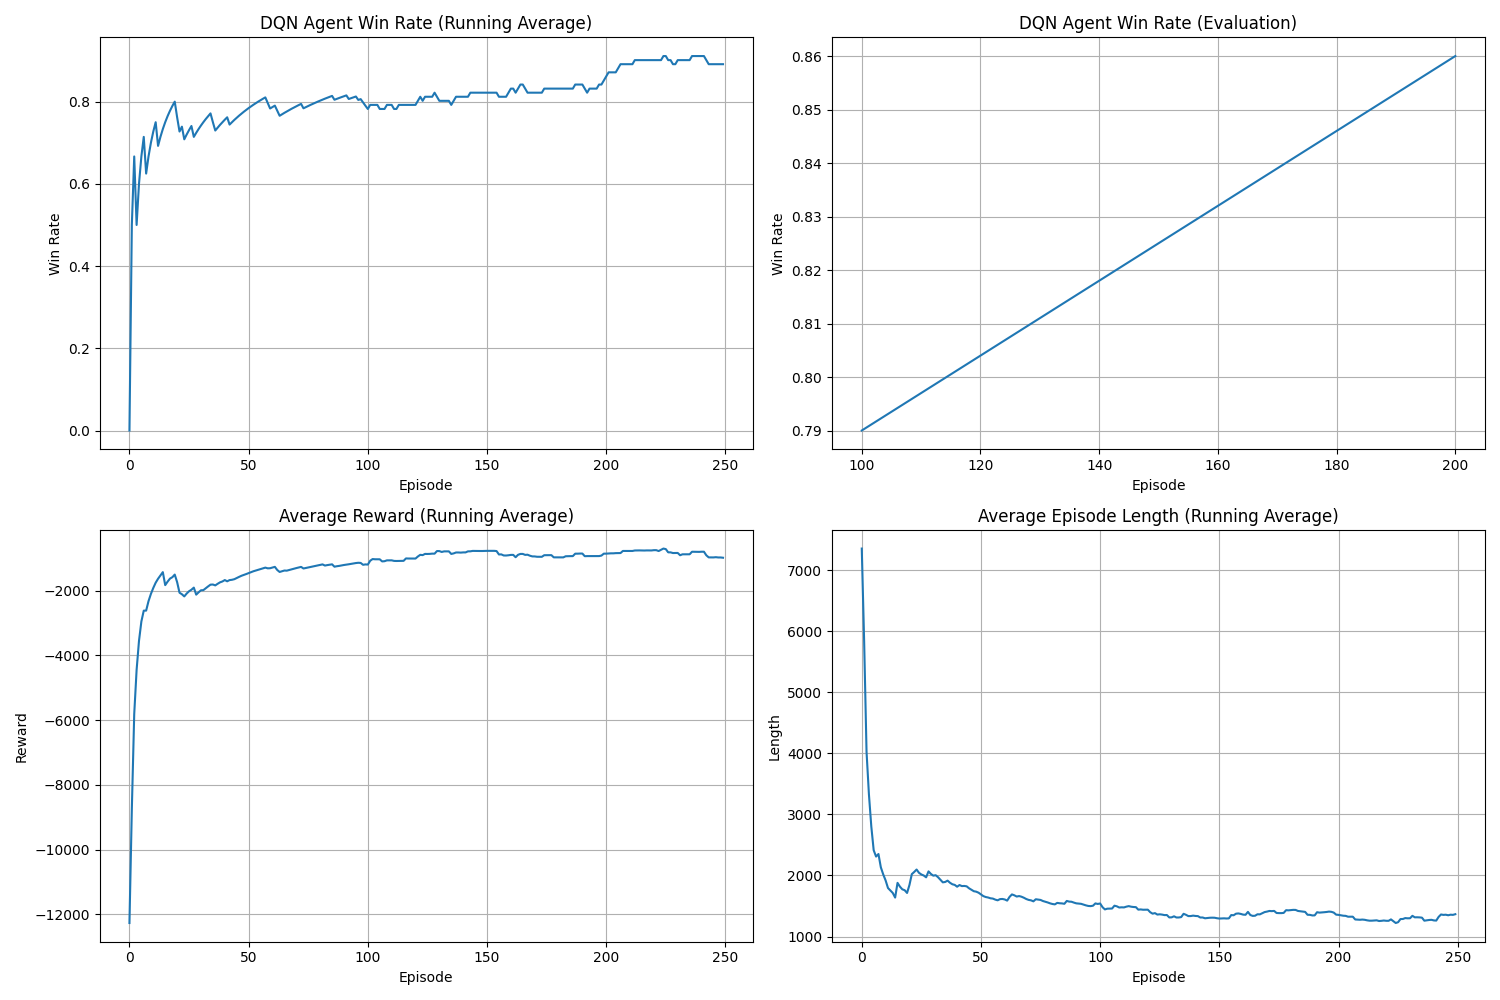 DQN Agent Win Rate (Running Average)
Win Rate
0.8
0.6
0.4
0.2
0.0
0 50 100 150 200 250
Episode
DQN Agent Win Rate (Evaluation)
Win Rate
0.86
0.85
0.84
0.83
0.82
0.81
0.80
0.79
100 120 140 160 180 200
Episode
Average Reward (Running Average)
Reward
−2000
−4000
−6000
−8000
−10000
−12000
0 50 100 150 200 250
Episode
Average Episode Length (Running Average)
Length
7000
6000
5000
4000
3000
2000
1000
0 50 100 150 200 250
Episode